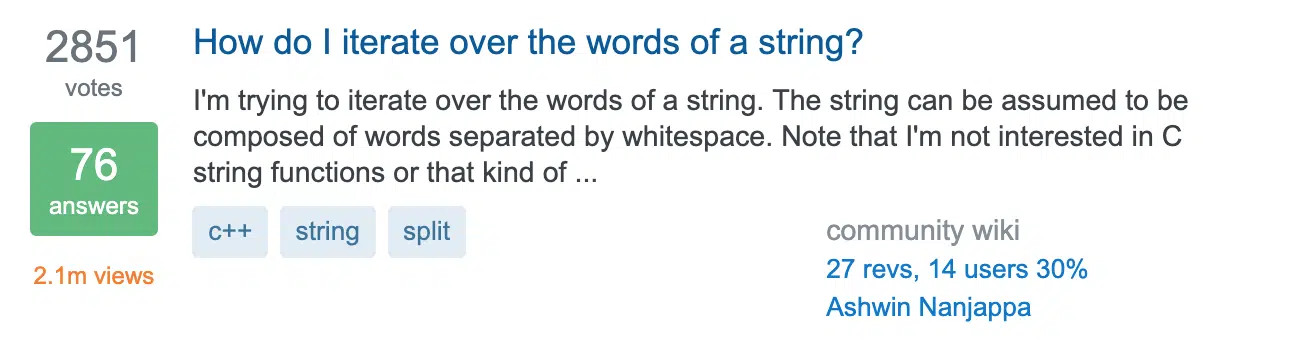 2851
votes
76
answers
2.1m views
How do I iterate over the words of a string?
I'm trying to iterate over the words of a string. The string can be assumed to be
composed of words separated by whitespace. Note that I'm not interested in C
string functions or that kind of ...
c++ string split
community wiki
27 revs, 14 users 30%
Ashwin Nanjappa